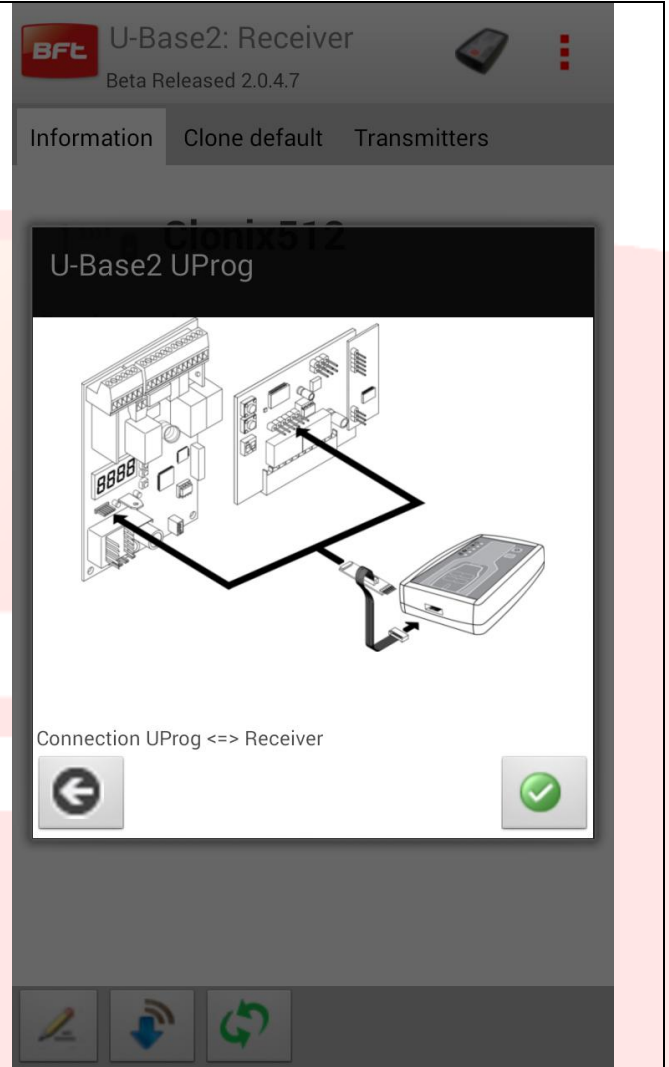 BFT
U-Base2: Receiver
Beta Released 2.0.4.7
Information Clone default Transmitters
Clonix512
U-Base2 UProg
8888
Connection UProg <=> Receiver